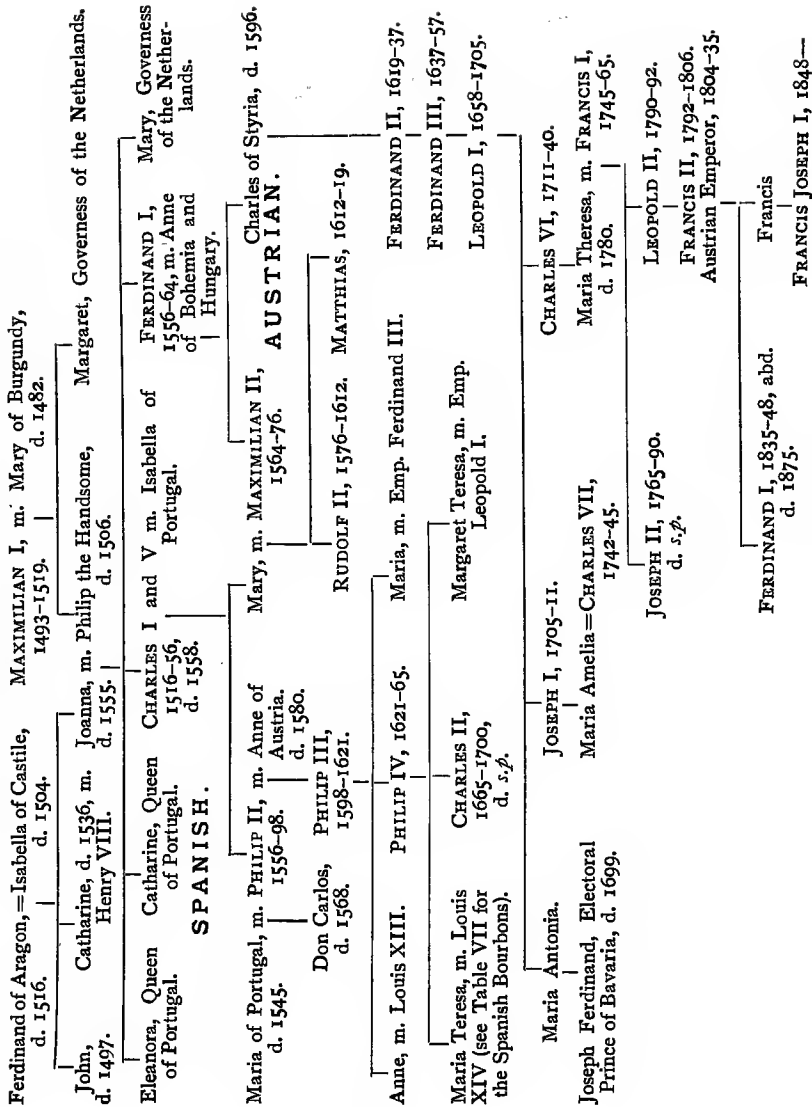 Ferdinand of Aragon,=Isabella of Castile,
d. 1516. d. 1504.
MAXIMILIAN I, m. Mary of Burgundy,
1493–1519. d. 1482.
John,
d. 1497.
Catharine, d. 1536, m.
Henry VIII.
Joanna, m. Philip the Handsome,
d. 1555. d. 1506.
Margaret, Governess of the Netherlands.
Eleanora, Queen
of Portugal.
Catharine, Queen
of Portugal.
CHARLES I and V m. Isabella of
1516–56, Portugal.
d. 1558.
FERDINAND I,
1556–64, m. Anne
of Bohemia and
Hungary.
Mary, Governess
of the Nether-
lands.
SPANISH.
AUSTRIAN.
Maria of Portugal, m. PHILIP II, m. Anne of
d. 1545. 1556–98. Austria.
d. 1580.
Mary, m. MAXIMILIAN II,
1564–76.
Charles of Styria, d. 1596.
Don Carlos,
d. 1568.
PHILIP III,
1598–1621.
RUDOLF II, 1576–1612. MATTHIAS, 1612–19.
Anne, m. Louis XIII.
PHILIP IV, 1621–65.
Maria, m. Emp. Ferdinand III.
FERDINAND II, 1619–37.
Maria Teresa, m. Louis
XIV (see Table VII for
the Spanish Bourbons).
CHARLES II,
1665–1700,
d. s.p.
Margaret Teresa, m. Emp.
Leopold I.
FERDINAND III, 1637–57.
LEOPOLD I, 1658–1705.
Maria Antonia.
JOSEPH I, 1705–11.
CHARLES VI, 1711–40.
Joseph Ferdinand, Electoral
Prince of Bavaria, d. 1699.
Maria Amelia=CHARLES VII,
1742–45.
Maria Theresa, m. FRANCIS I,
d. 1780. 1745–65.
JOSEPH II, 1765–90.
d. s.p.
LEOPOLD II, 1790–92.
FRANCIS II, 1792–1806.
Austrian Emperor, 1804–35.
FERDINAND I, 1835–48, abd.
d. 1875.
Francis
FRANCIS JOSEPH I, 1848—